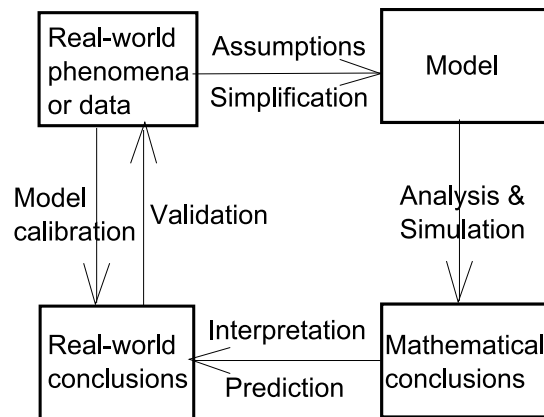 Real-world
phenomena
or data
Assumptions
Simplification
Model
Model
calibration
Validation
Analysis &
Simulation
Real-world
conclusions
Interpretation
Prediction
Mathematical
conclusions